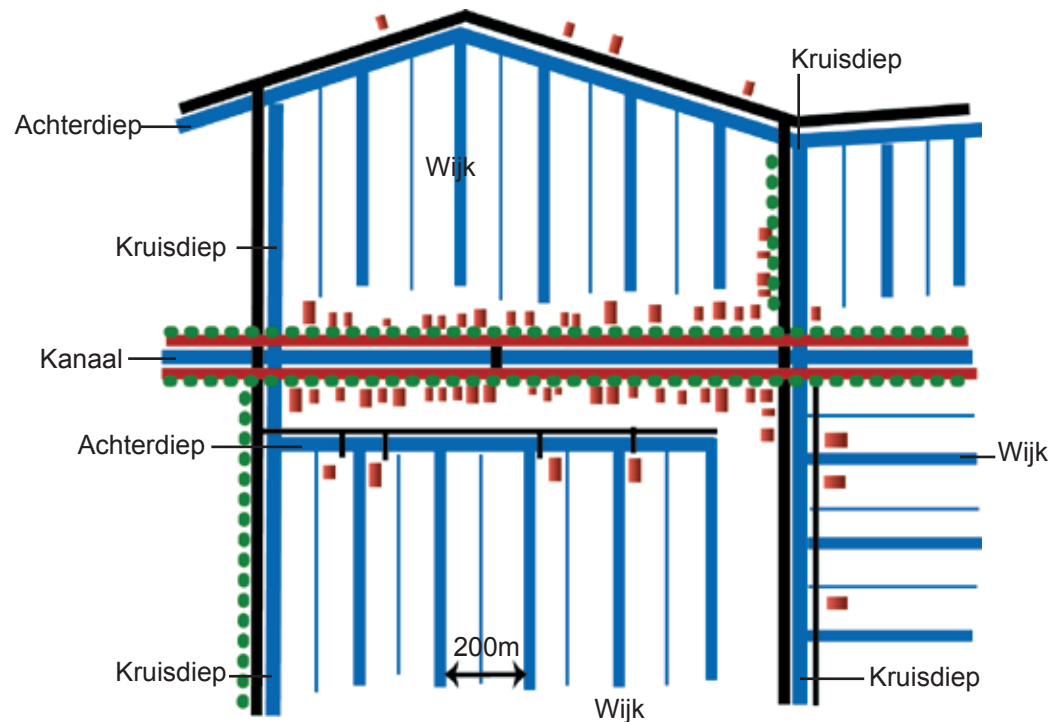 Kruisdiep
Achterdiep
Wijk
Kruisdiep
Kanaal
Achterdiep
Wijk
200m
Kruisdiep
Kruisdiep
Wijk